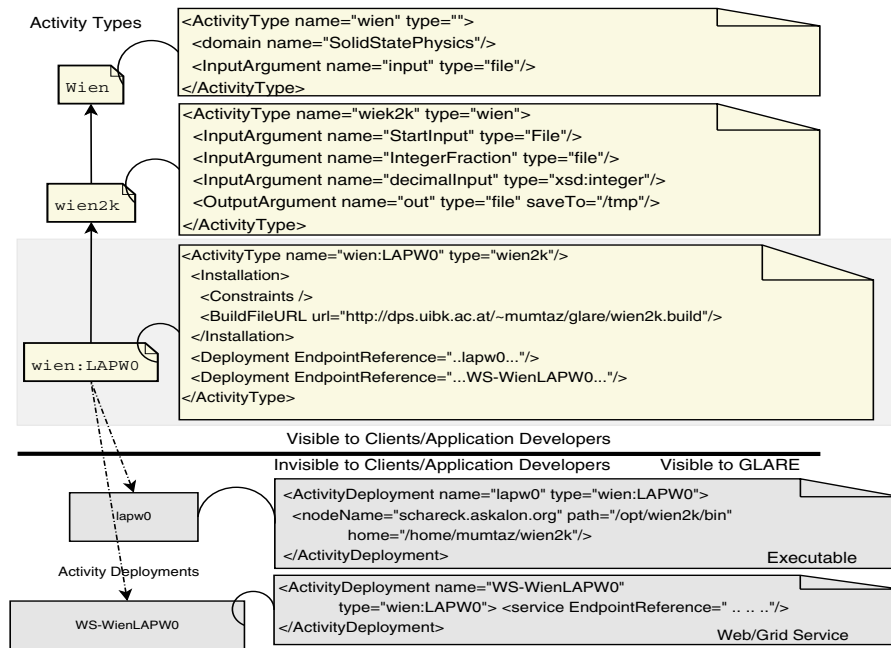 Activity Types
<ActivityType name="wien" type="">
<domain name="SolidStatePhysics"/>
<InputArgument name="input" type="file"/>
</ActivityType>
Wien
<ActivityType name="wiek2k" type="wien">
<InputArgument name="StartInput" type="File"/>
<InputArgument name="IntegerFraction" type="file"/>
<InputArgument name="decimalInput" type="xsd:integer"/>
<OutputArgument name="out" type="file" saveTo="/tmp"/>
</ActivityType>
wien2k
<ActivityType name="wien:LAPW0" type="wien2k"/>
<Installation>
<Constraints />
<BuildFileURL url="http://dps.uibk.ac.at/~mumtaz/glare/wien2k.build"/>
</Installation>
<Deployment EndpointReference="..lapw0..."/>
<Deployment EndpointReference="...WS-WienLAPW0..."/>
</ActivityType>
wien:LAPW0
Visible to Clients/Application Developers
Invisible to Clients/Application Developers Visible to GLARE
<ActivityDeployment name="lapw0" type="wien:LAPW0">
<nodeName="schareck.askalon.org" path="/opt/wien2k/bin"
home="/home/mumtaz/wien2k"/>
</ActivityDeployment>
Executable
lapw0
Activity Deployments
<ActivityDeployment name="WS-WienLAPW0"
type="wien:LAPW0"> <service EndpointReference=" .. .. .."/>
</ActivityDeployment>
Web/Grid Service
WS-WienLAPW0